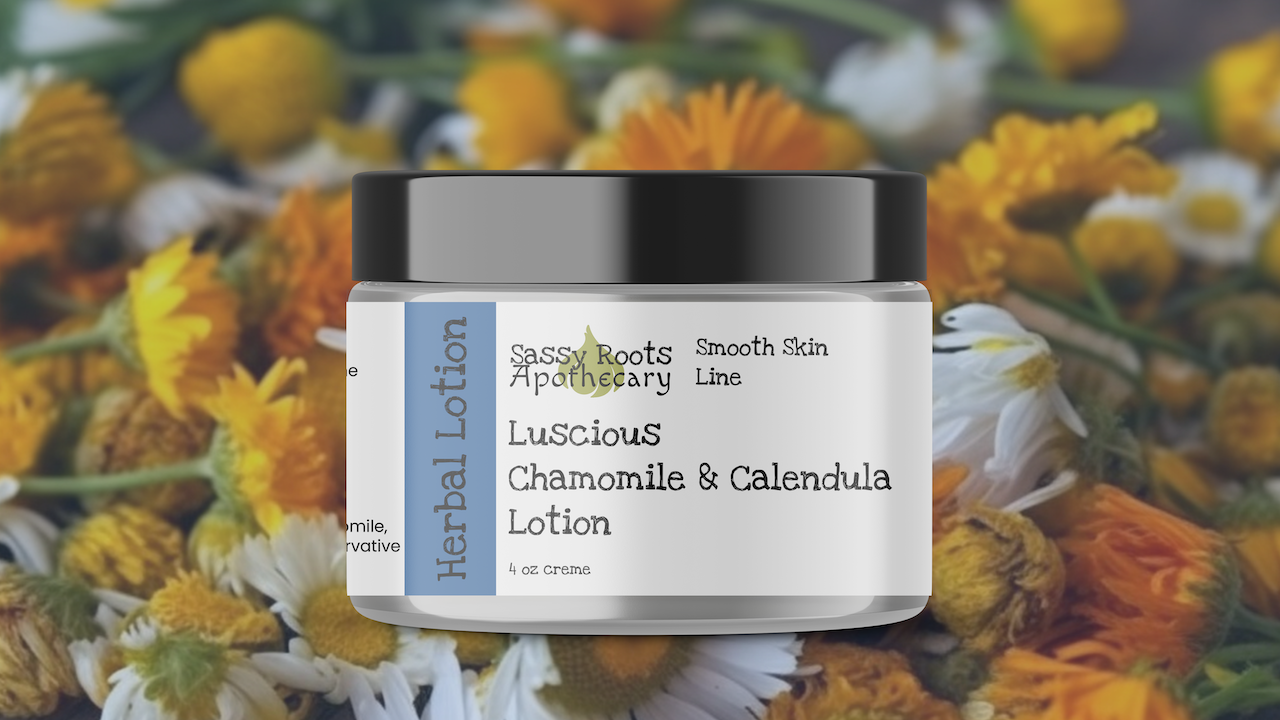 Herbal Lotion
Sassy Roots
Apothecary
Smooth Skin
Line
Luscious
Chamomile & Calendula
Lotion
4 oz creme